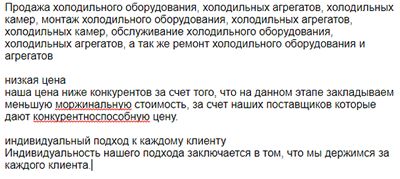 Продажа холодильного оборудования, холодильных агрегатов, холодильных
камер, монтаж холодильного оборудования, холодильных агрегатов,
холодильных камер, обслуживание холодильного оборудования,
холодильных агрегатов, а так же ремонт холодильного оборудования и
агрегатов
низкая цена
наша цена ниже конкурентов за счет того, что на данном этапе закладываем
меньшую моржинальную стоимость, за счет наших поставщиков которые
дают конкурентноспособную цену.
индивидуальный подход к каждому клиенту
Индивидуальность нашего подхода заключается в том, что мы держимся за
каждого клиента.